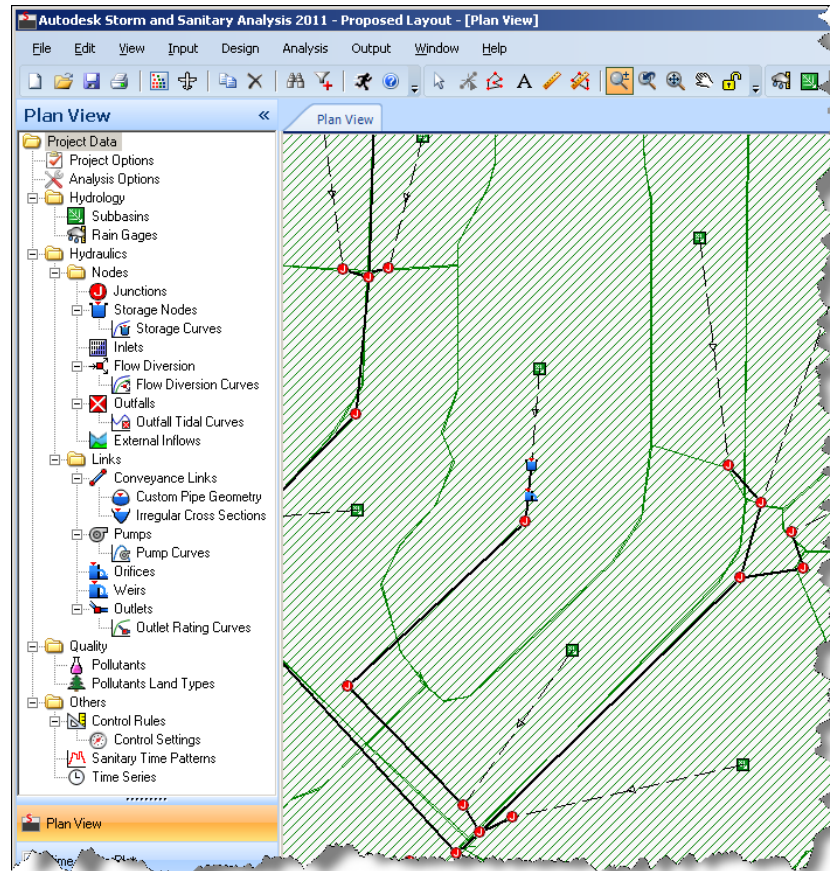 Autodesk Storm and Sanitary Analysis 2011 - Proposed Layout - [Plan View]
File Edit View Input Design Analysis Output Window Help
A
Plan View «
Plan View
Project Data
Project Options
Analysis Options
Hydrology
Subbasins
Rain Gages
Hydraulics
Nodes
Junctions
Storage Nodes
Storage Curves
Inlets
Flow Diversion
Flow Diversion Curves
Outfalls
Outfall Tidal Curves
External Inflows
Links
Conveyance Links
Custom Pipe Geometry
Irregular Cross Sections
Pumps
Pump Curves
Orifices
Weirs
Outlets
Outlet Rating Curves
Quality
Pollutants
Pollutants Land Types
Others
Control Rules
Control Settings
Sanitary Time Patterns
Time Series
Plan View